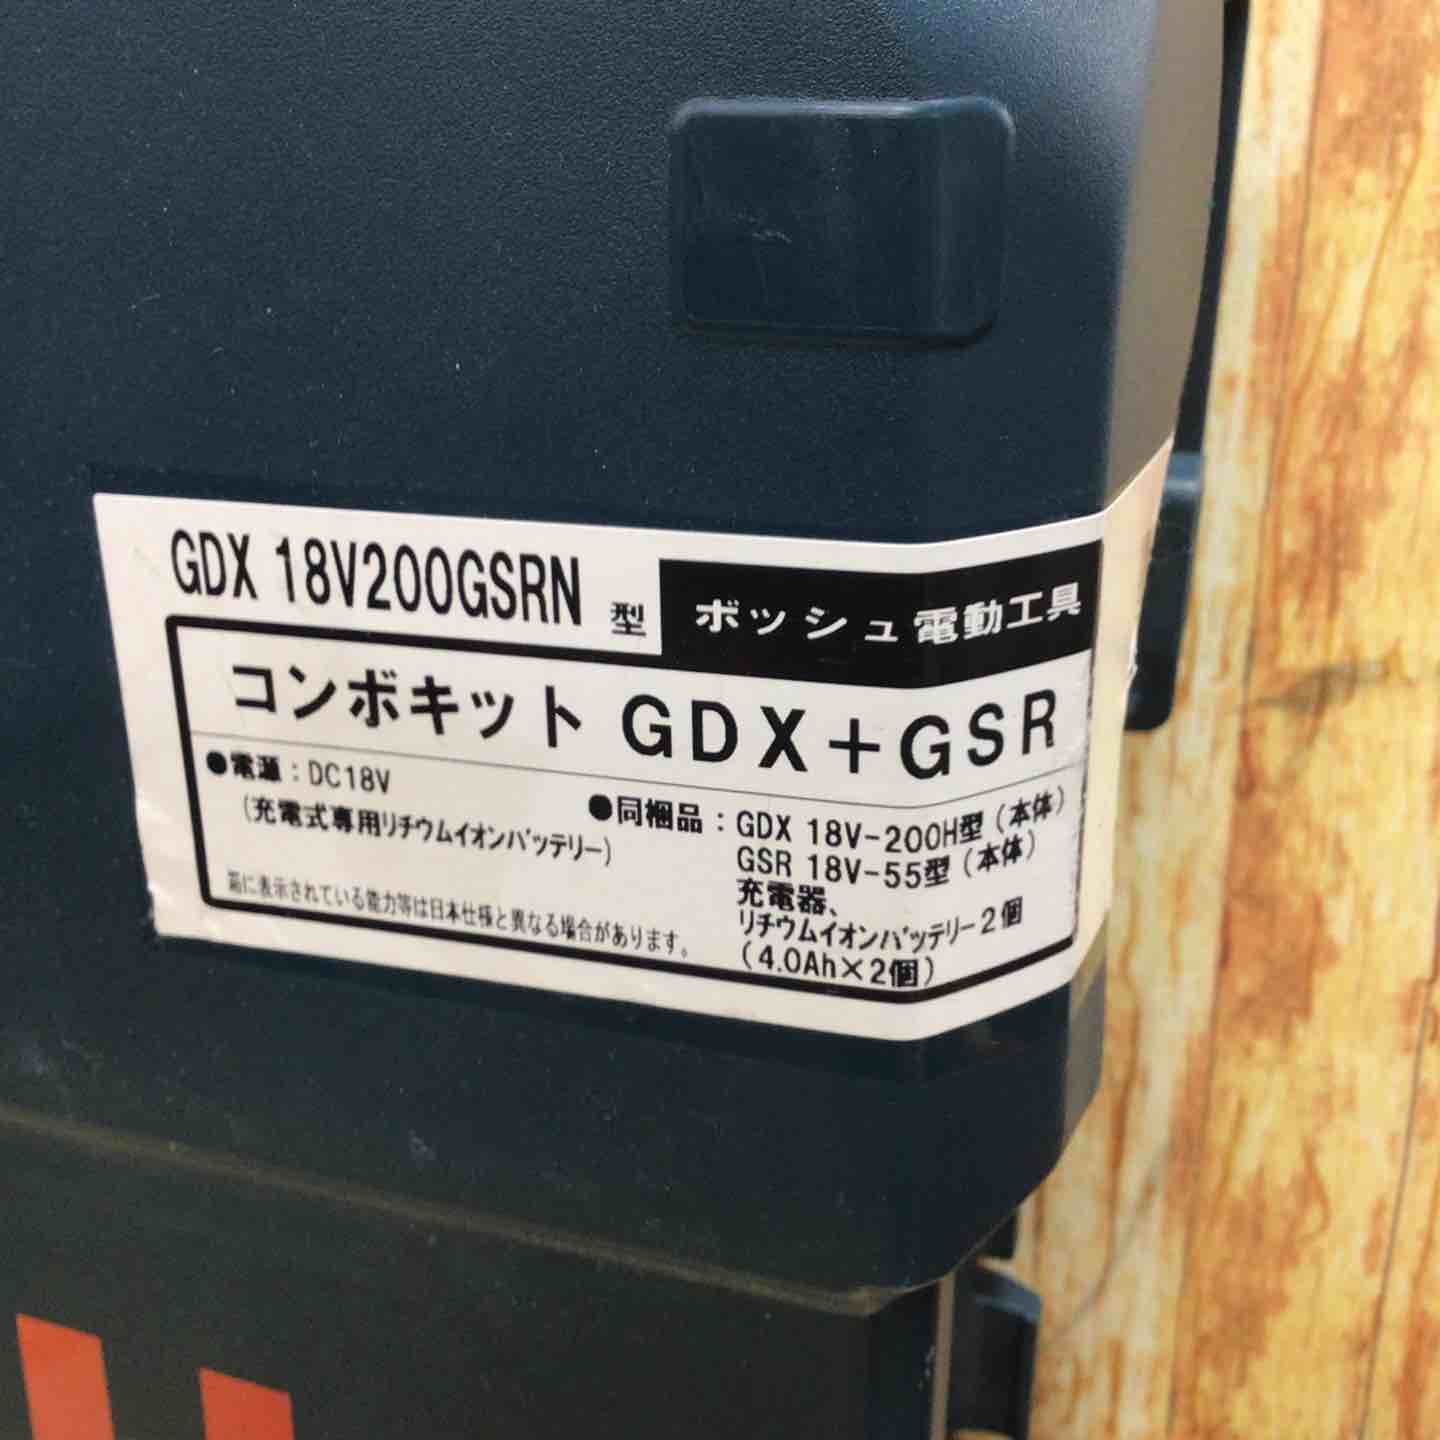 GDX 18V200GSRN 型
ボッシュ電動工具
コンボキット GDX+GSR
●電源:DC18V
(充電式専用リチウムイオンバッテリー)
●同梱品:GDX 18V-200H型(本体)
GSR 18V-55型(本体)
充電器、
リチウムイオンバッテリー2個
(4.0Ah×2個)
箱に表示されている能力等は日本仕様と異なる場合があります。